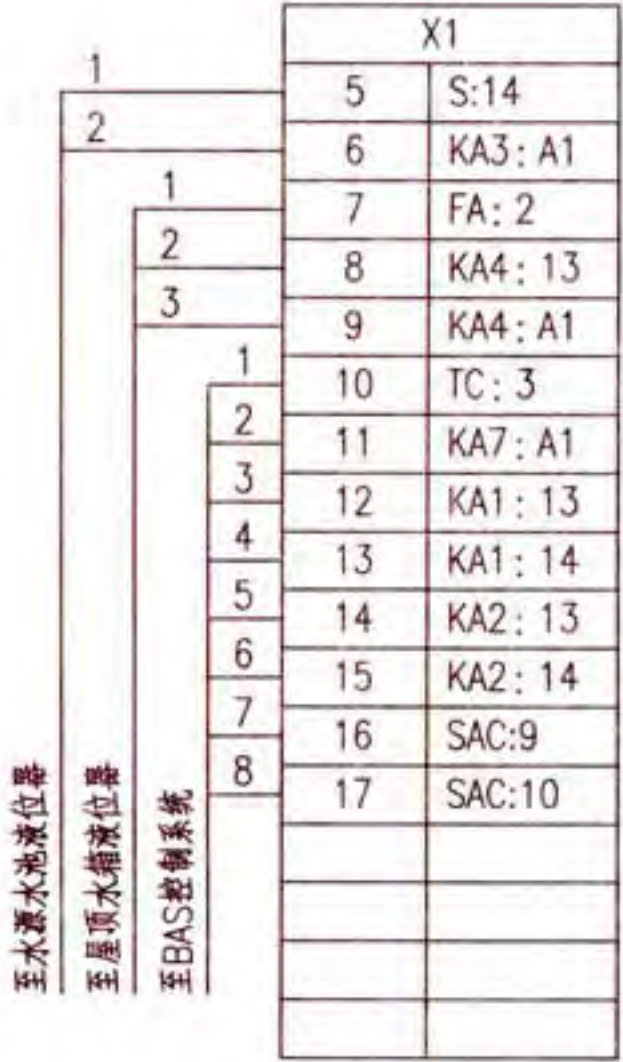 X1
1 5 S:14
2 6 KA3: A1
1 7 FA: 2
2 8 KA4: 13
3 9 KA4: A1
1 10 TC: 3
2 11 KA7: A1
3 12 KA1: 13
4 13 KA1: 14
5 14 KA2: 13
6 15 KA2: 14
7 16 SAC:9
8 17 SAC:10
至水源水池液位器
至屋顶水箱液位器
至BAS控制系统